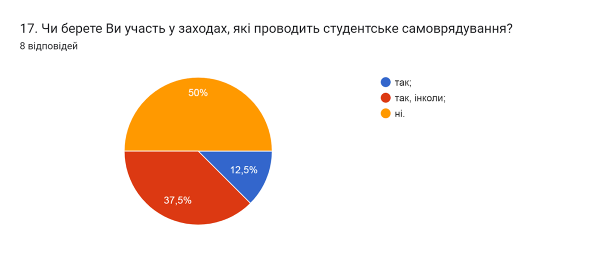 17. Чи берете Ви участь у заходах, які проводить студентське самоврядування?
8 відповідей
так;
так, інколи;
ні.
50%
12,5%
37,5%